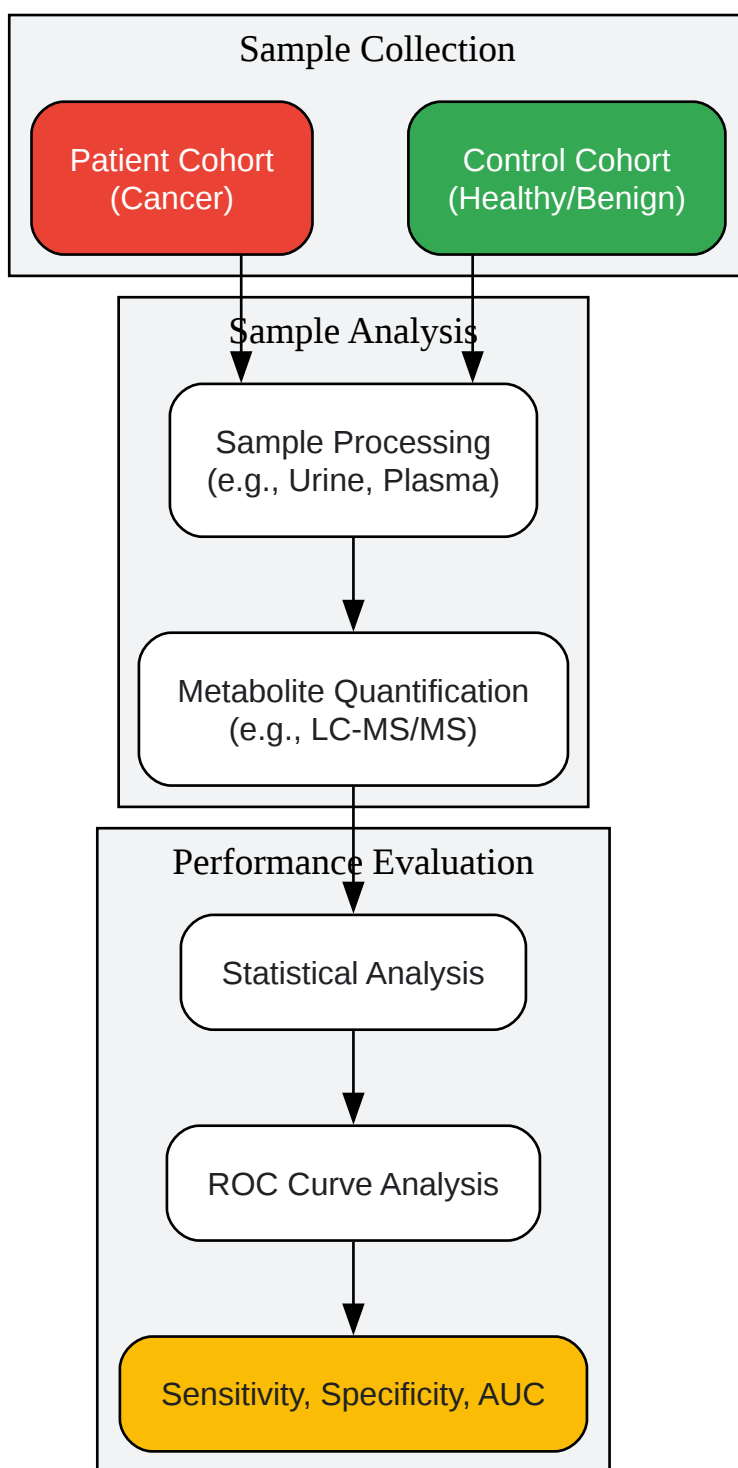 Sample Collection
Patient Cohort
(Cancer)
Control Cohort
(Healthy/Benign)
Sample Analysis
Sample Processing
(e.g., Urine, Plasma)
Metabolite Quantification
(e.g., LC-MS/MS)
Performance Evaluation
Statistical Analysis
ROC Curve Analysis
Sensitivity, Specificity, AUC